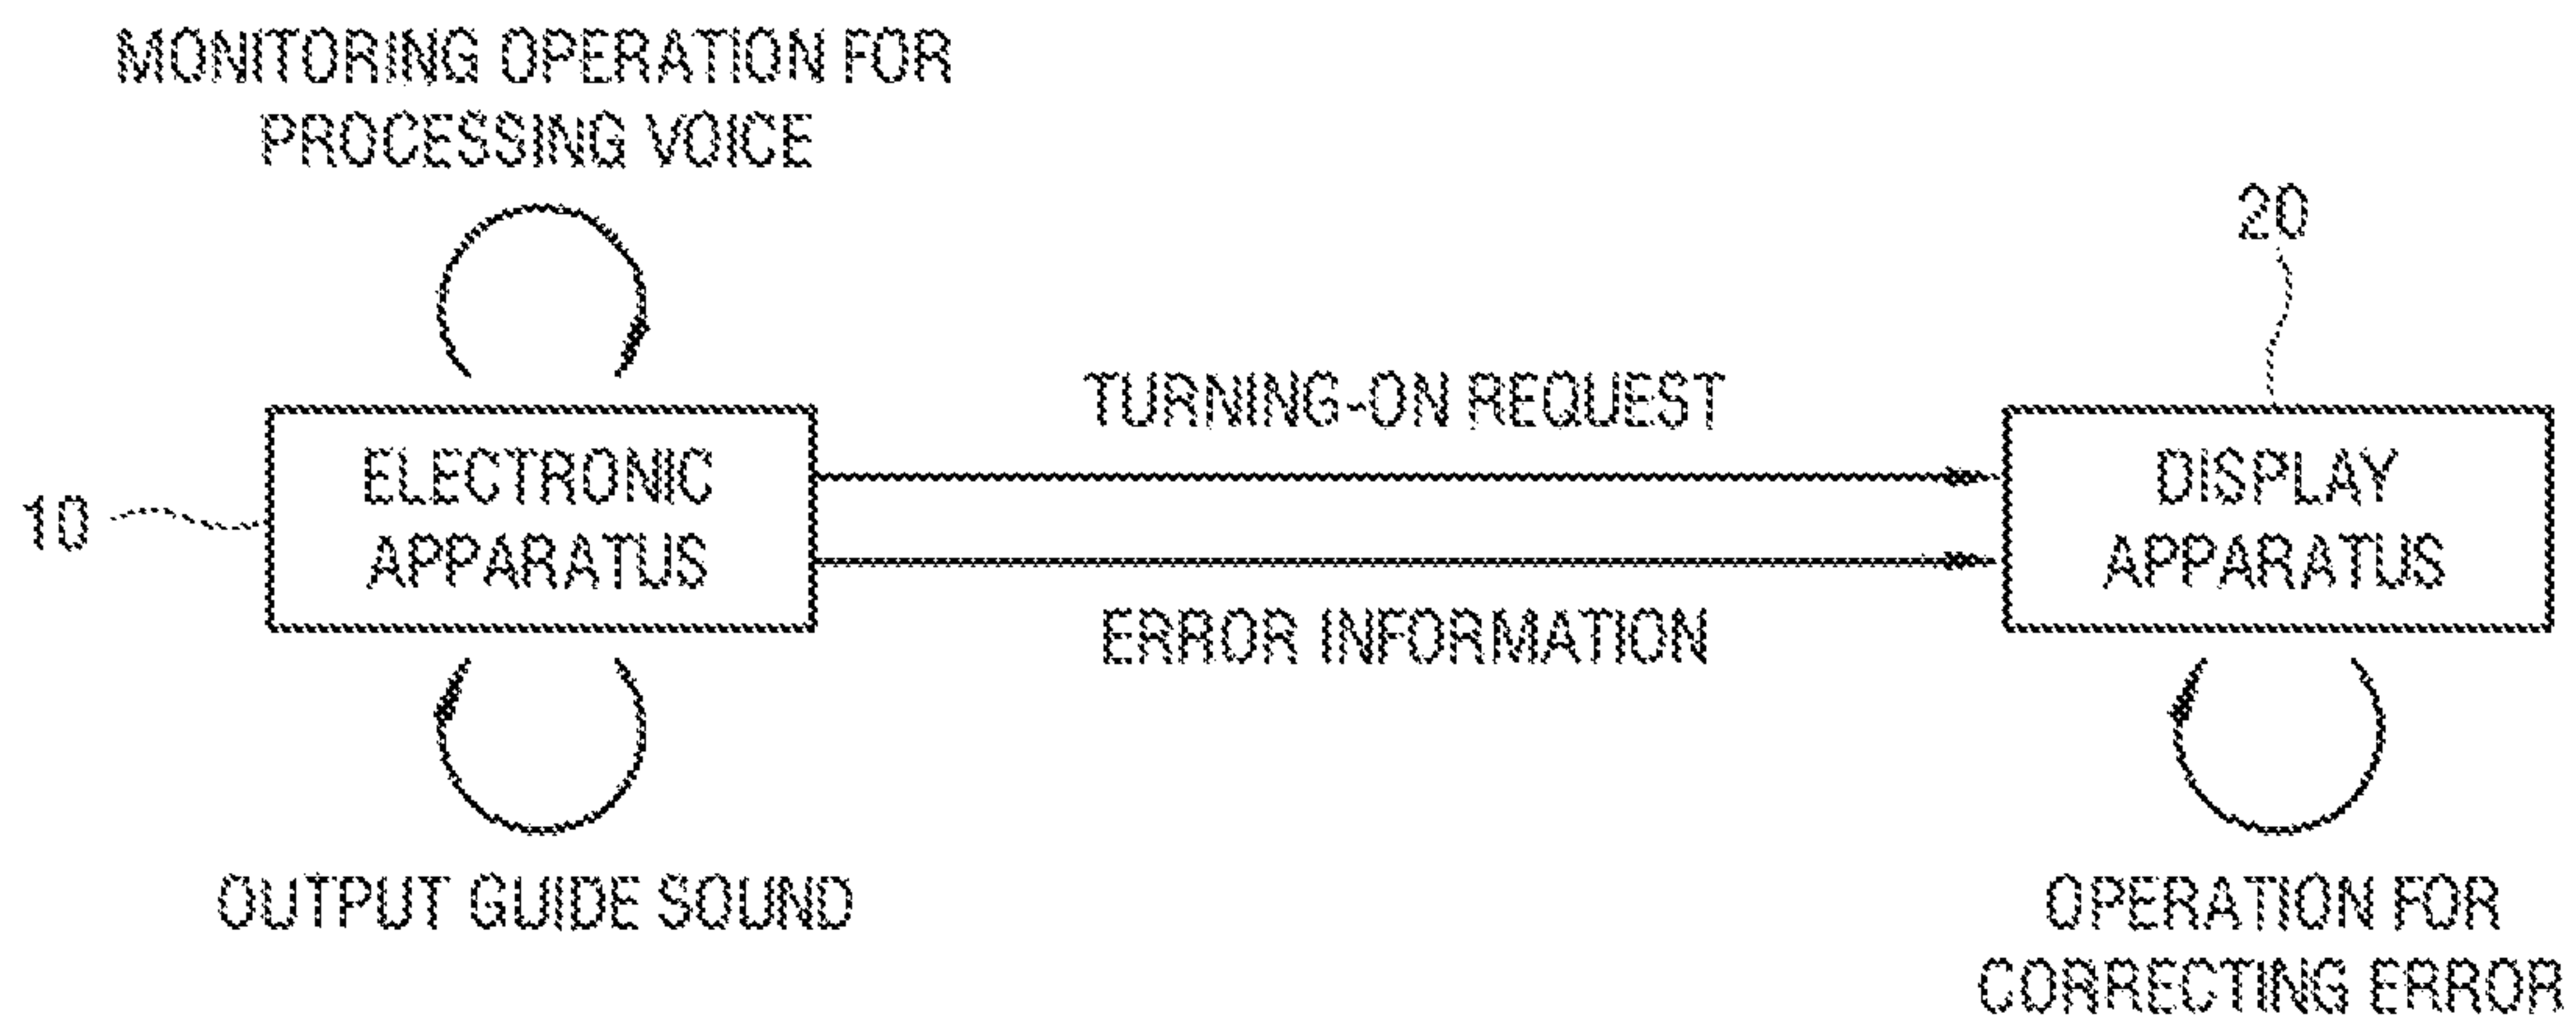 MONITORING OPERATION FOR
PROCESSING VOICE
20
TURNING-ON REQUEST
10
ELECTRONIC
APPARATUS
DISPLAY
APPARATUS
ERROR INFORMATION
OUTPUT GUIDE SOUND
OPERATION FOR
CORRECTING ERROR